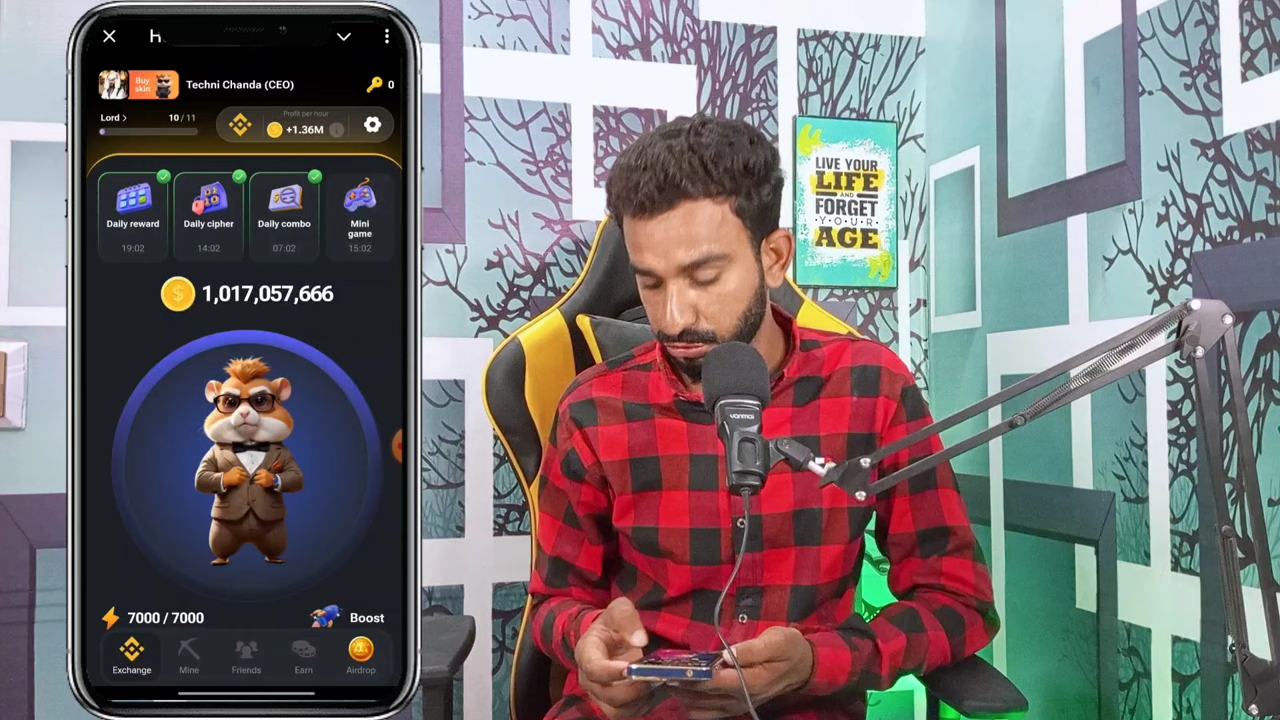 H
Buy
skin
Techni Chanda (CEO)
0
Lord >
10 / 11
Profit per hour
+1.36M
Daily reward
19:02
Daily cipher
14:02
Daily combo
07:02
Mini
game
15:02
1,017,057,666
7000 / 7000
Boost
Exchange
Mine
Friends
Earn
Airdrop
LIVE YOUR
LIFE
AND
FORGET
YOUR
AGE